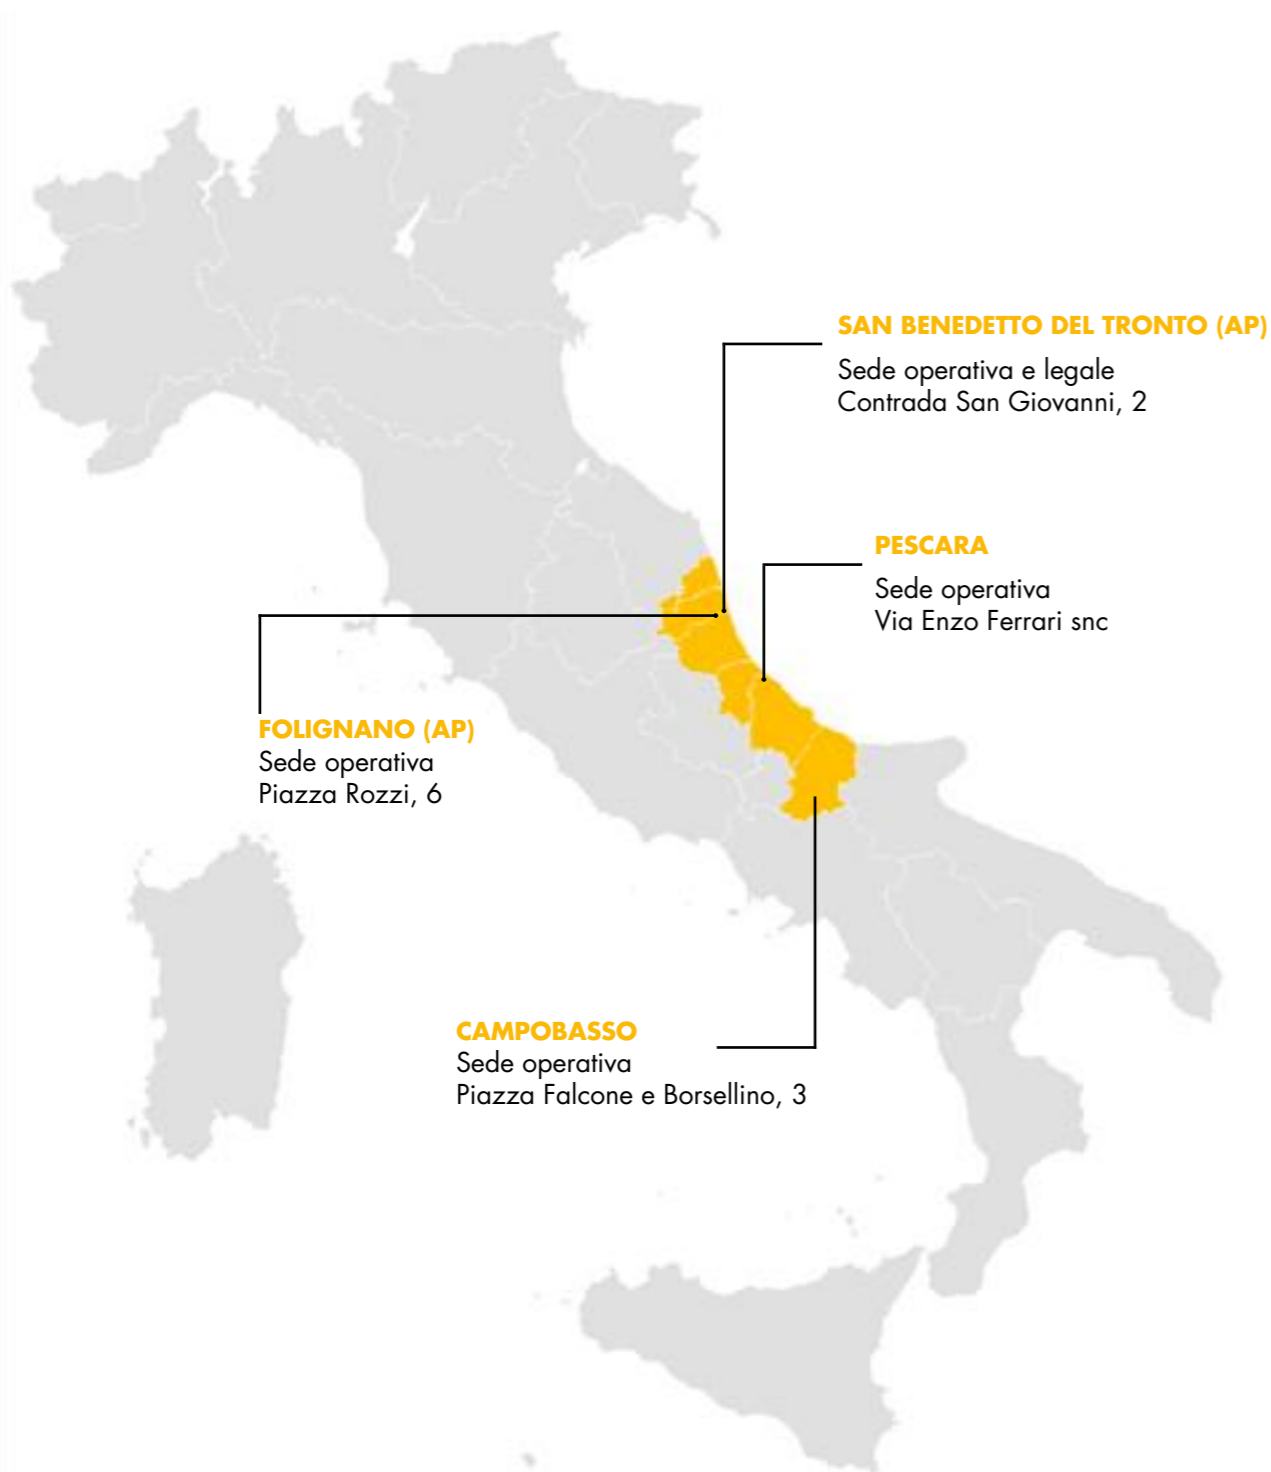 SAN BENEDETTO DEL TRONTO (AP)
Sede operativa e legale
Contrada San Giovanni, 2
PESCARA
Sede operativa
Via Enzo Ferrari snc
FOLIGNANO (AP)
Sede operativa
Piazza Rozzi, 6
CAMPOBASSO
Sede operativa
Piazza Falcone e Borsellino, 3